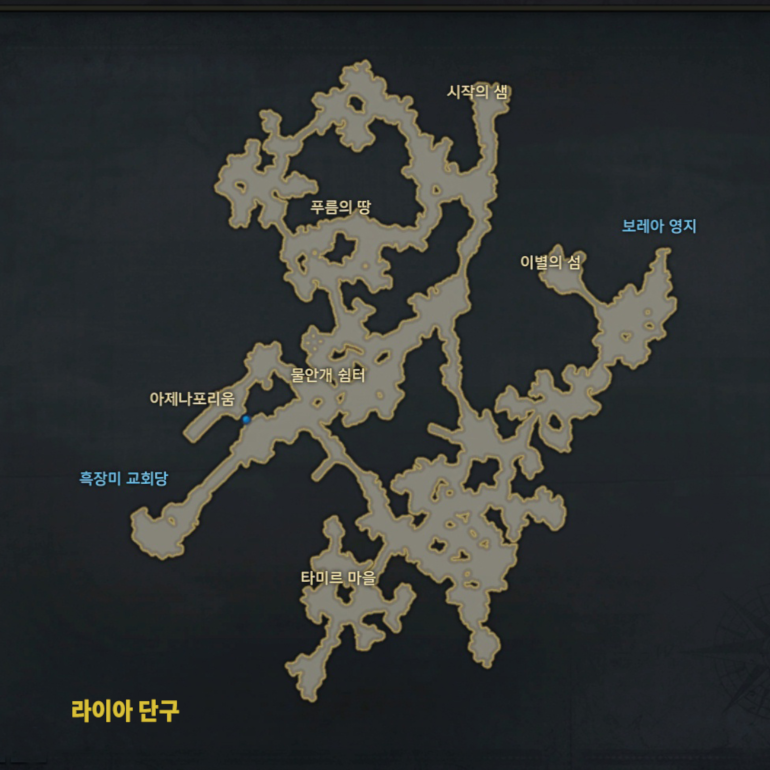 시작의 샘
푸름의 땅
보레아 영지
이별의 섬
물안개 쉼터
아제나포리움
흑장미 교회당
타미르 마을
라이아 단구